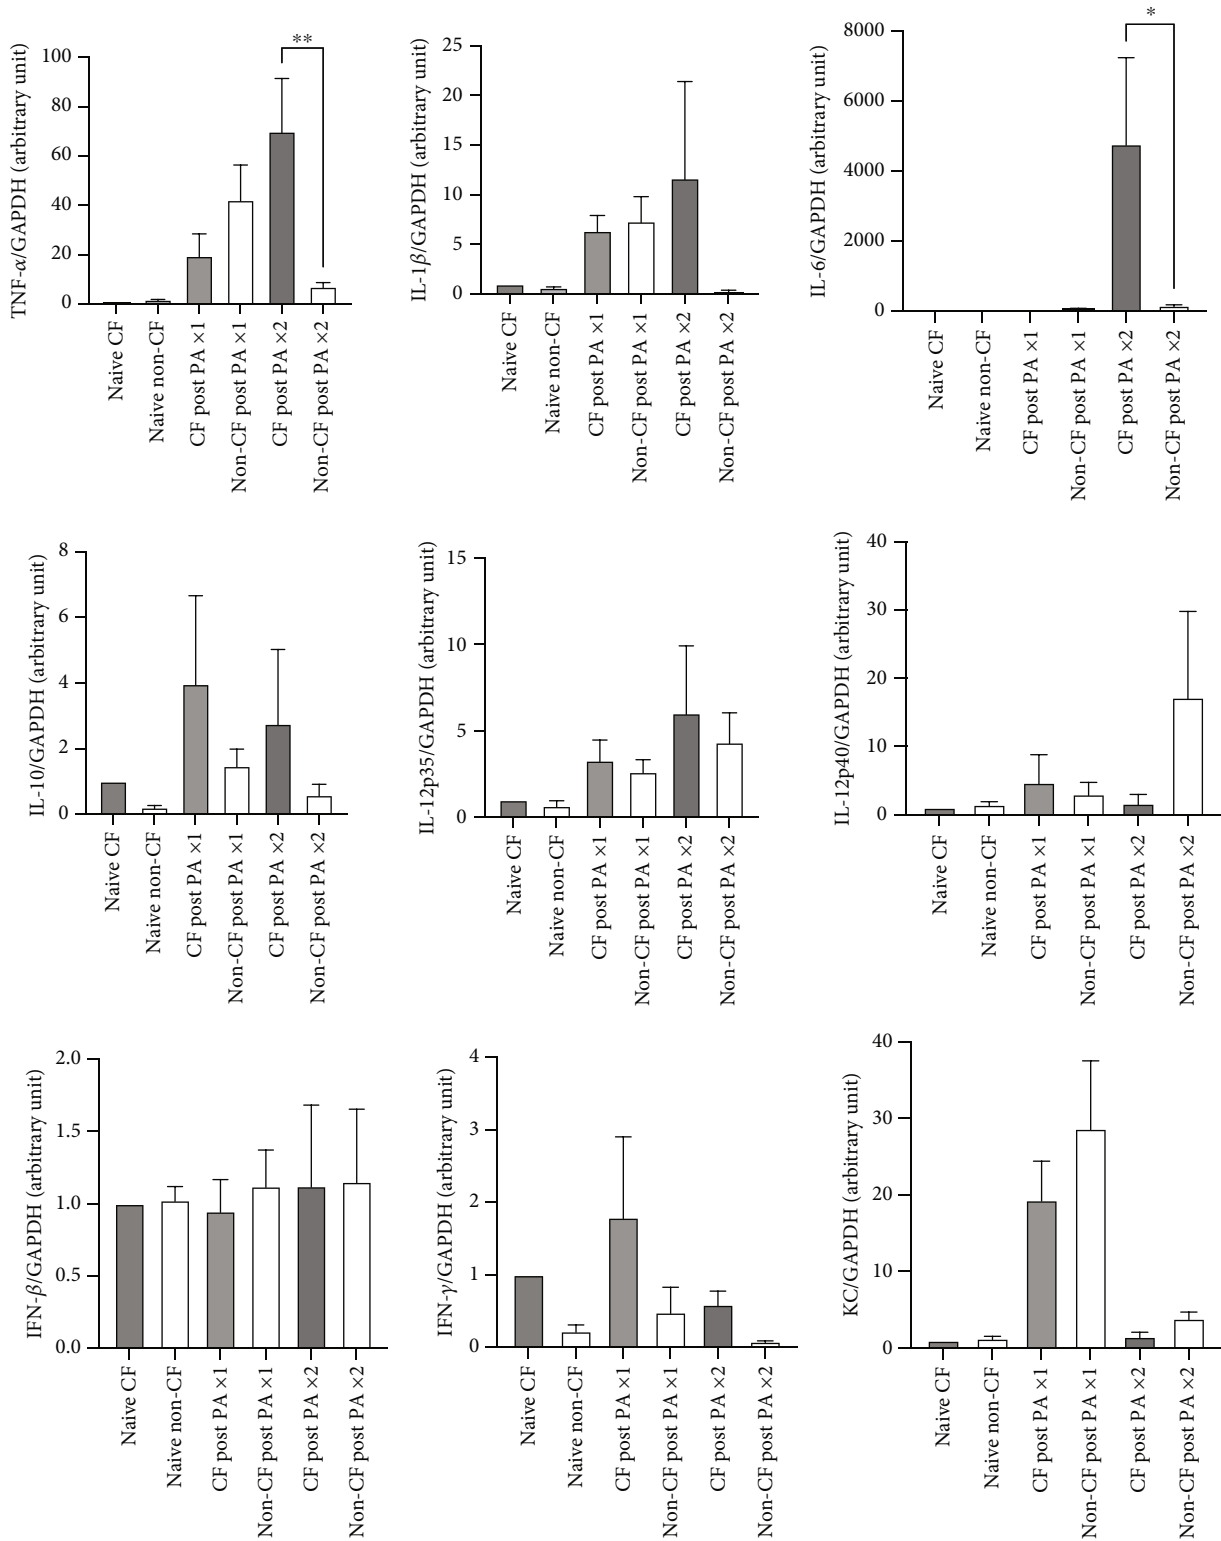 **
100
80
60
40
20
0
TNF-α/GAPDH (arbitrary unit)
Naive CF
Naive non-CF
CF post PA ×1
Non-CF post PA ×1
CF post PA ×2
Non-CF post PA ×2
25
20
15
10
5
0
IL-1β/GAPDH (arbitrary unit)
Naive CF
Naive non-CF
CF post PA ×1
Non-CF post PA ×1
CF post PA ×2
Non-CF post PA ×2
*
8000
6000
4000
2000
0
IL-6/GAPDH (arbitrary unit)
Naive CF
Naive non-CF
CF post PA ×1
Non-CF post PA ×1
CF post PA ×2
Non-CF post PA ×2
8
6
4
2
0
IL-10/GAPDH (arbitrary unit)
Naive CF
Naive non-CF
CF post PA ×1
Non-CF post PA ×1
CF post PA ×2
Non-CF post PA ×2
15
10
5
0
IL-12p35/GAPDH (arbitrary unit)
Naive CF
Naive non-CF
CF post PA ×1
Non-CF post PA ×1
CF post PA ×2
Non-CF post PA ×2
40
30
20
10
0
IL-12p40/GAPDH (arbitrary unit)
Naive CF
Naive non-CF
CF post PA ×1
Non-CF post PA ×1
CF post PA ×2
Non-CF post PA ×2
2.0
1.5
1.0
0.5
0.0
IFN-β/GAPDH (arbitrary unit)
Naive CF
Naive non-CF
CF post PA ×1
Non-CF post PA ×1
CF post PA ×2
Non-CF post PA ×2
4
3
2
1
0
IFN-γ/GAPDH (arbitrary unit)
Naive CF
Naive non-CF
CF post PA ×1
Non-CF post PA ×1
CF post PA ×2
Non-CF post PA ×2
40
30
20
10
0
KC/GAPDH (arbitrary unit)
Naive CF
Naive non-CF
CF post PA ×1
Non-CF post PA ×1
CF post PA ×2
Non-CF post PA ×2